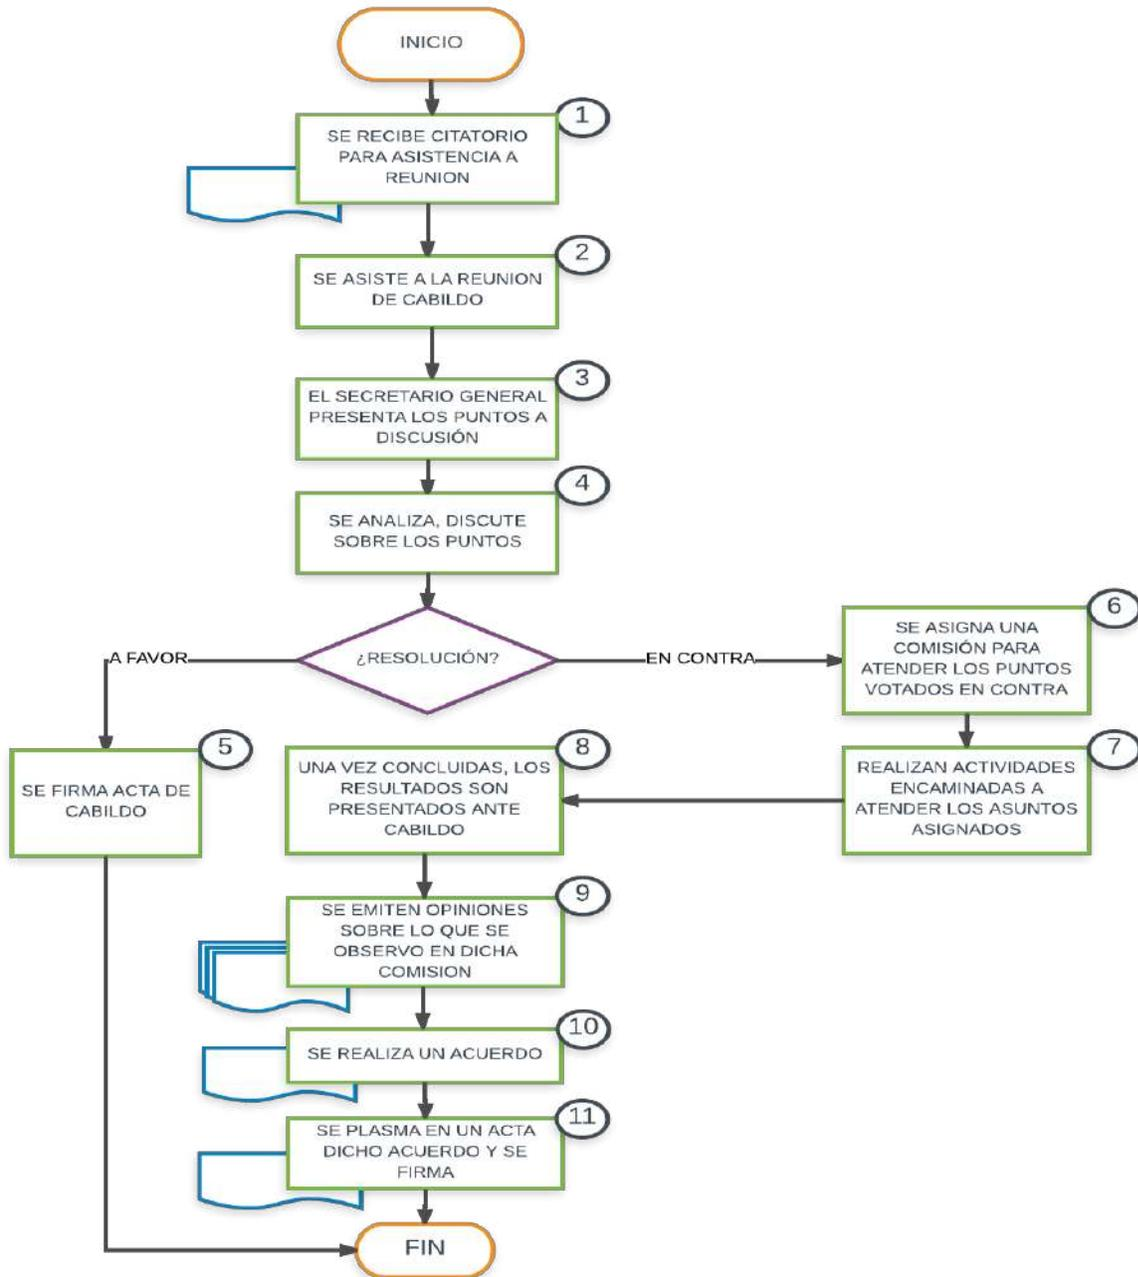 INICIO
1
SE RECIBE CITATORIO
PARA ASISTENCIA A
REUNION
2
SE ASISTE A LA REUNION
DE CABILDO
3
EL SECRETARIO GENERAL
PRESENTA LOS PUNTOS A
DISCUSIÓN
4
SE ANALIZA, DISCUTE
SOBRE LOS PUNTOS
¿RESOLUCIÓN?
A FAVOR
5
SE FIRMA ACTA DE
CABILDO
EN CONTRA
6
SE ASIGNA UNA
COMISIÓN PARA
ATENDER LOS PUNTOS
VOTADOS EN CONTRA
7
REALIZAN ACTIVIDADES
ENCAMINADAS A
ATENDER LOS ASUNTOS
ASIGNADOS
8
UNA VEZ CONCLUIDAS, LOS
RESULTADOS SON
PRESENTADOS ANTE
CABILDO
9
SE EMITEN OPINIONES
SOBRE LO QUE SE
OBSERVO EN DICHA
COMISION
10
SE REALIZA UN ACUERDO
11
SE PLASMA EN UN ACTA
DICHO ACUERDO Y SE
FIRMA
FIN